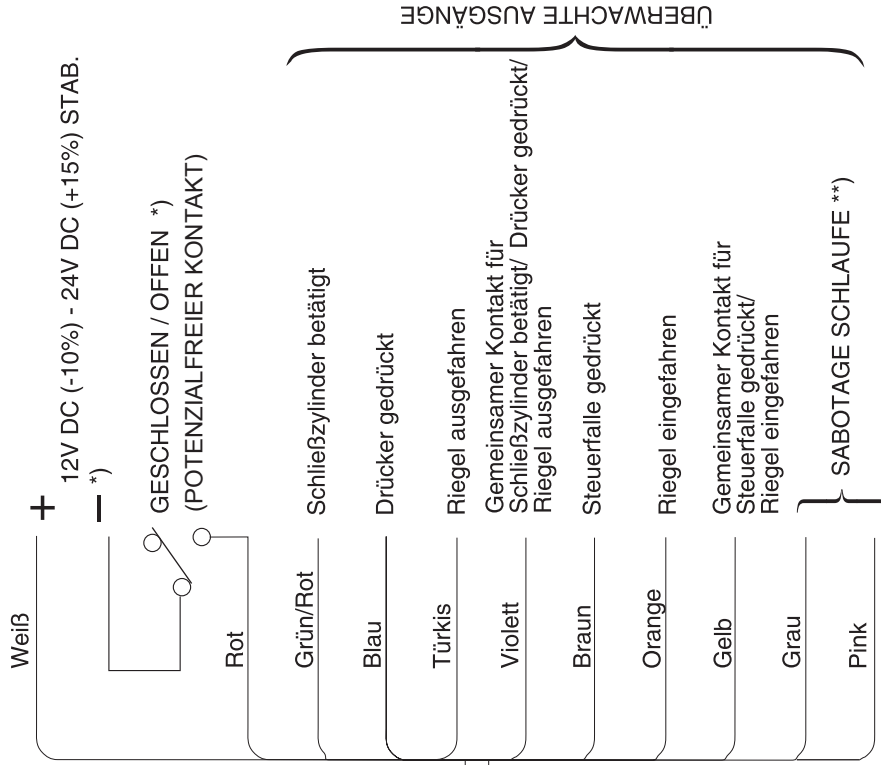 Weiß
+
12V DC (-10%) - 24V DC (+15%) STAB.
– *)
GESCHLOSSEN / OFFEN *)
(POTENZIALFREIER KONTAKT)
Rot
Grün/Rot
Schließzylinder betätigt
Blau
Drücker gedrückt
Türkis
Riegel ausgefahren
Violett
Gemeinsamer Kontakt für
Schließzylinder betätigt/ Drücker gedrückt/
Riegel ausgefahren
Braun
Steuerfalle gedrückt
Orange
Riegel eingefahren
Gelb
Gemeinsamer Kontakt für
Steuerfalle gedrückt/
Riegel eingefahren
Grau
Pink
SABOTAGE SCHLAUFE **)
ÜBERWACHTE AUSGÄNGE